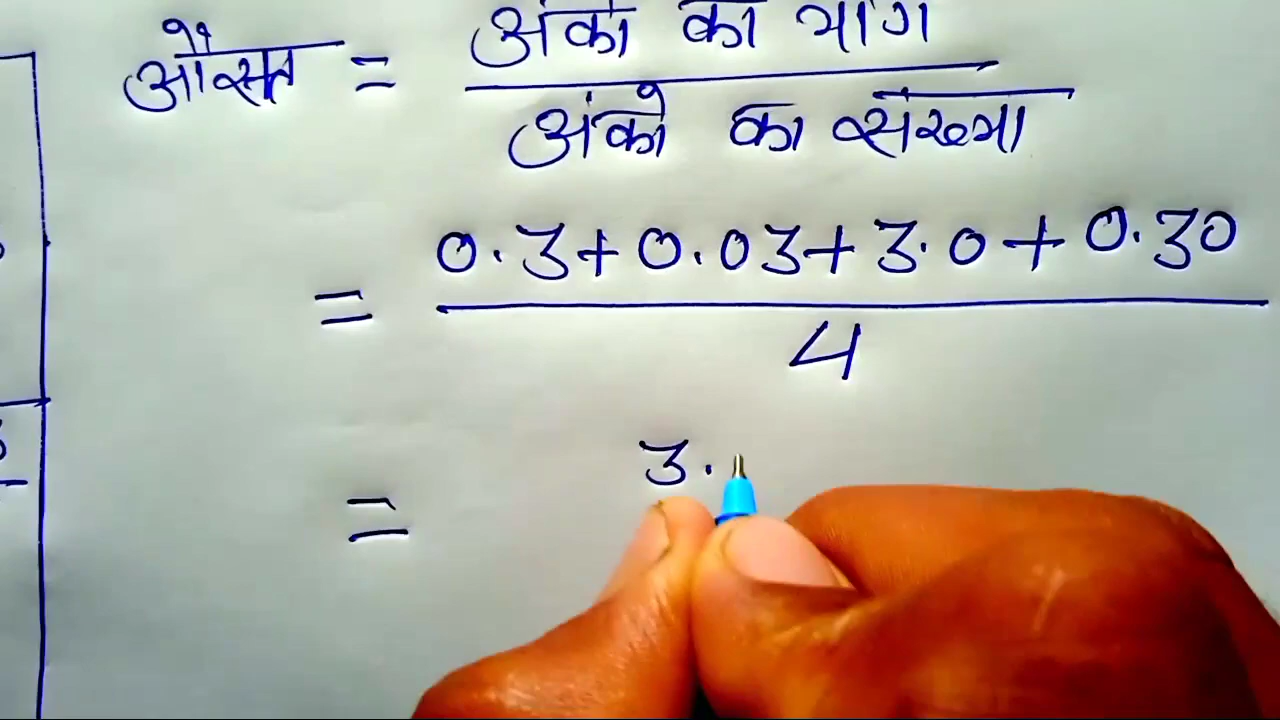 औसत = अंको का योग
अंको का संख्या
= 0.3+0.03+3.0+0.30
4
= 3.